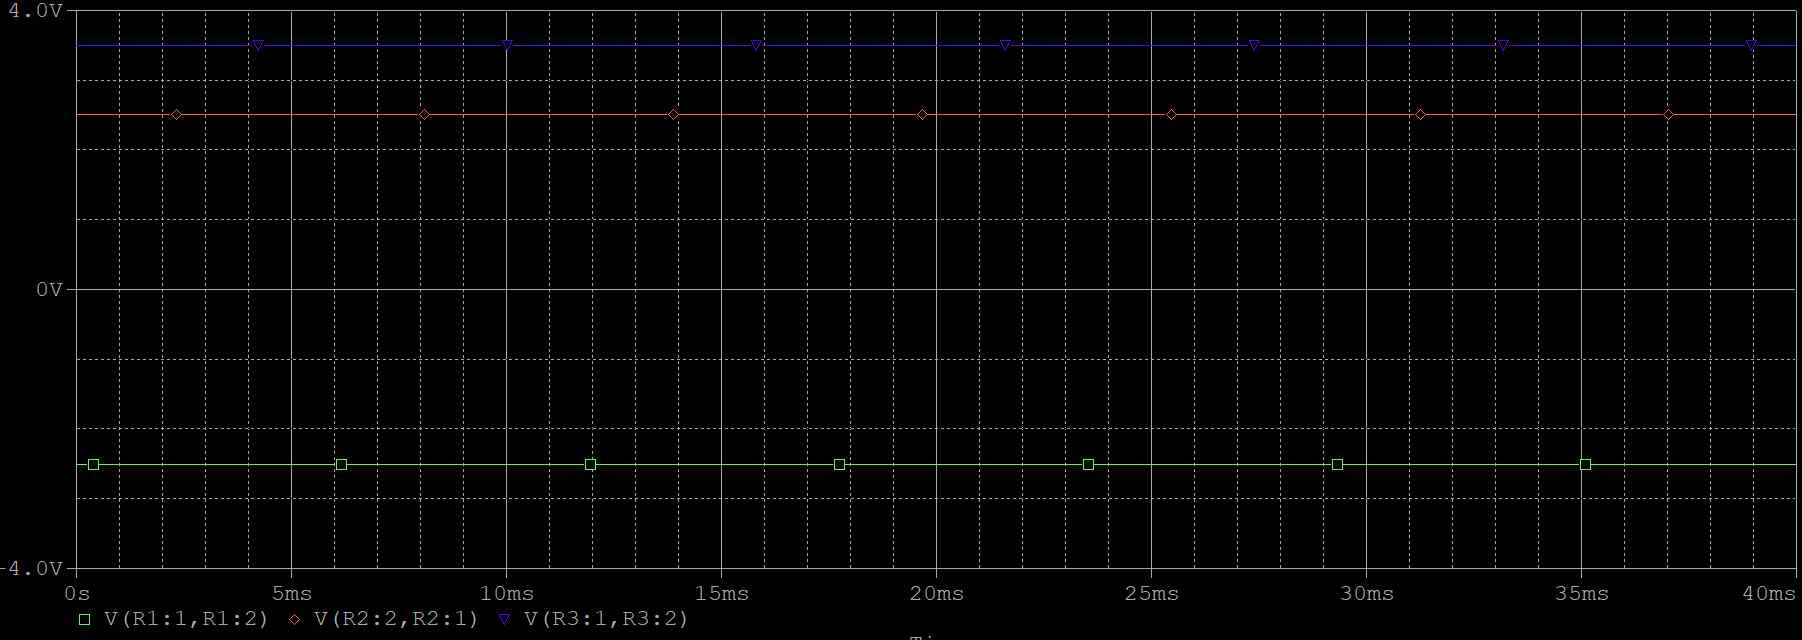 4.0V
0V
-4.0V
0s 5ms 10ms 15ms 20ms 25ms 30ms 35ms 40ms
V(R1:1,R1:2) V(R2:2,R2:1) V(R3:1,R3:2)